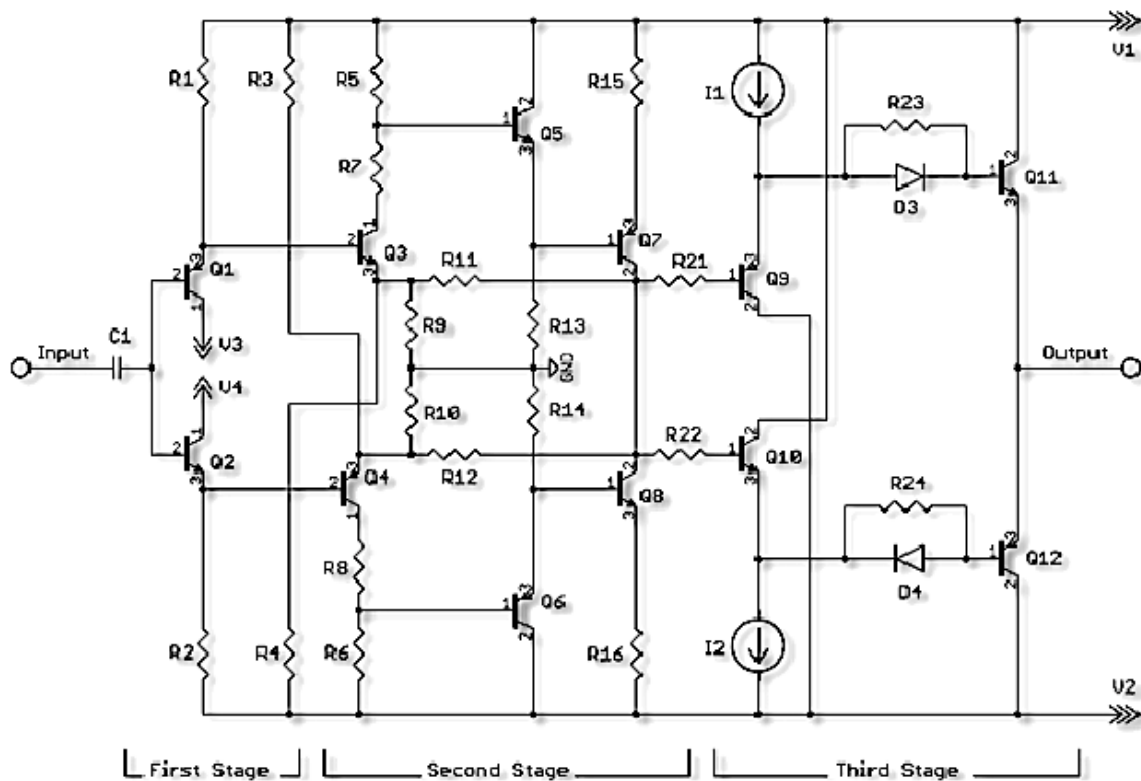 V1
R1
R3
R5
R15
I1
R23
Q5
R7
D3
Q11
Q3
Q7
Q1
R11
R21
Q9
C1
V3
R9
R13
Input
GND
Output
V4
R10
R14
Q2
R12
R22
Q10
Q4
Q8
R24
R8
D4
Q12
Q6
R2
R4
R6
R16
I2
V2
First Stage
Second Stage
Third Stage